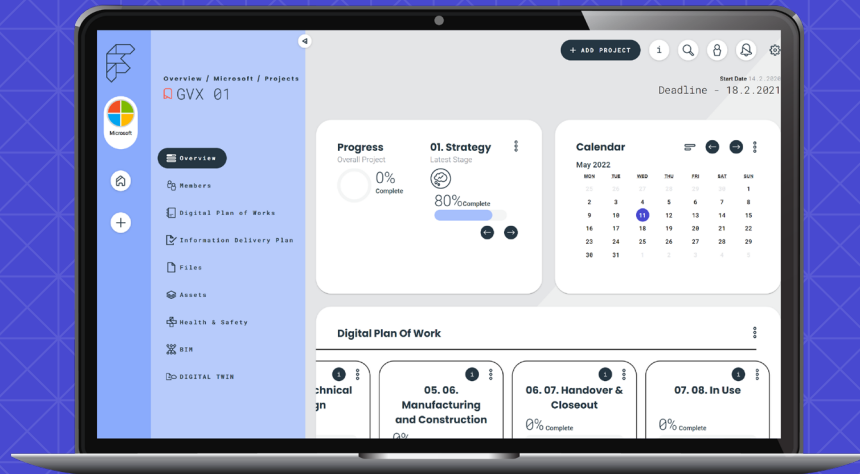 + ADD PROJECT
i
Overview / Microsoft / Projects
GVX 01
Start Date 14.2.2020
Deadline - 18.2.2021
Microsoft
Overview
Members
Digital Plan of Works
Information Delivery Plan
Files
Assets
Health & Safety
BIM
DIGITAL TWIN
Progress
Overall Project
0%
Complete
01. Strategy
Latest Stage
80% Complete
Calendar
May 2022
MON TUE WED THU FRI SAT SUN
25 26 27 28 29 30 1
2 3 4 5 6 7 8
9 10 11 12 13 14 15
16 17 18 19 20 21 22
23 24 25 26 27 28 29
30 31 1 2 3 4 5
Digital Plan Of Work
1
chnical
gn
1
05. 06.
Manufacturing
and Construction
0%
1
06. 07. Handover &
Closeout
0% Complete
1
07. 08. In Use
0% Complete